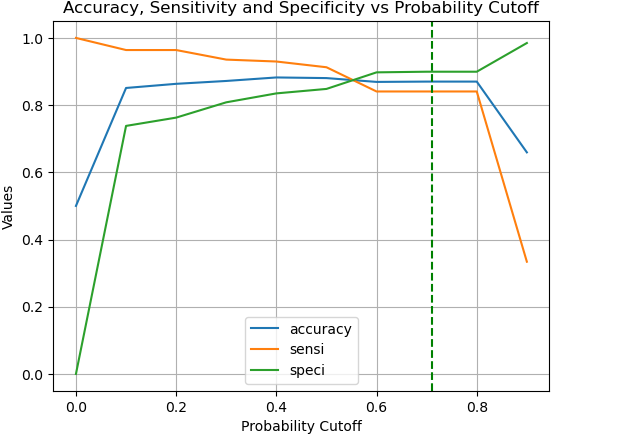 Accuracy, Sensitivity and Specificity vs Probability Cutoff
1.0
0.8
0.6
0.4
0.2
0.0
Values
accuracy
sensi
speci
0.0 0.2 0.4 0.6 0.8
Probability Cutoff